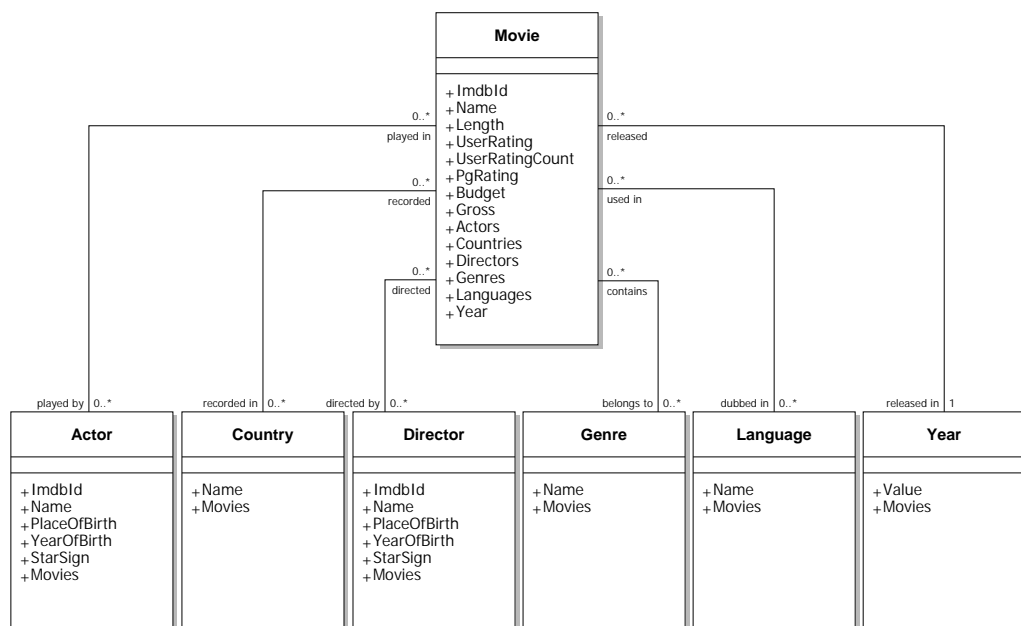 Movie
+ ImdbId
+ Name
+ Length
+ UserRating
+ UserRatingCount
+ PgRating
+ Budget
+ Gross
+ Actors
+ Countries
+ Directors
+ Genres
+ Languages
+ Year
0..*
played in
0..*
recorded
0..*
directed
0..*
released
0..*
used in
0..*
contains
played by 0..*
recorded in 0..*
directed by 0..*
belongs to 0..*
dubbed in 0..*
released in 1
Actor
+ ImdbId
+ Name
+ PlaceOfBirth
+ YearOfBirth
+ StarSign
+ Movies
Country
+ Name
+ Movies
Director
+ ImdbId
+ Name
+ PlaceOfBirth
+ YearOfBirth
+ StarSign
+ Movies
Genre
+ Name
+ Movies
Language
+ Name
+ Movies
Year
+ Value
+ Movies